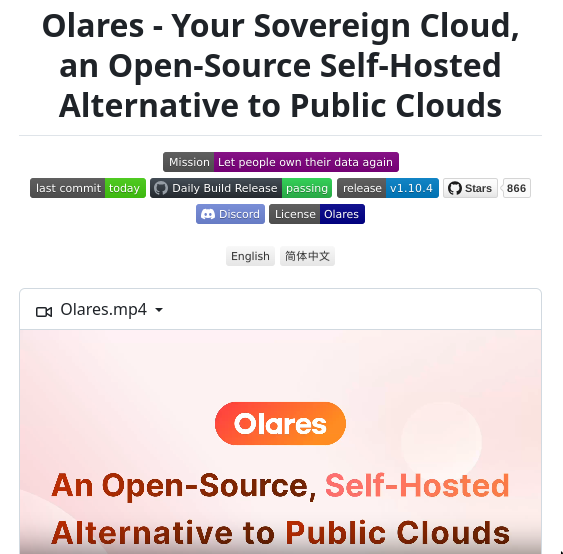 Olares - Your Sovereign Cloud,
an Open-Source Self-Hosted
Alternative to Public Clouds
Mission Let people own their data again
last commit today Daily Build Release passing release v1.10.4 Stars 866
Discord License Olares
English 简体中文
Olares.mp4
Olares
An Open-Source, Self-Hosted
Alternative to Public Clouds